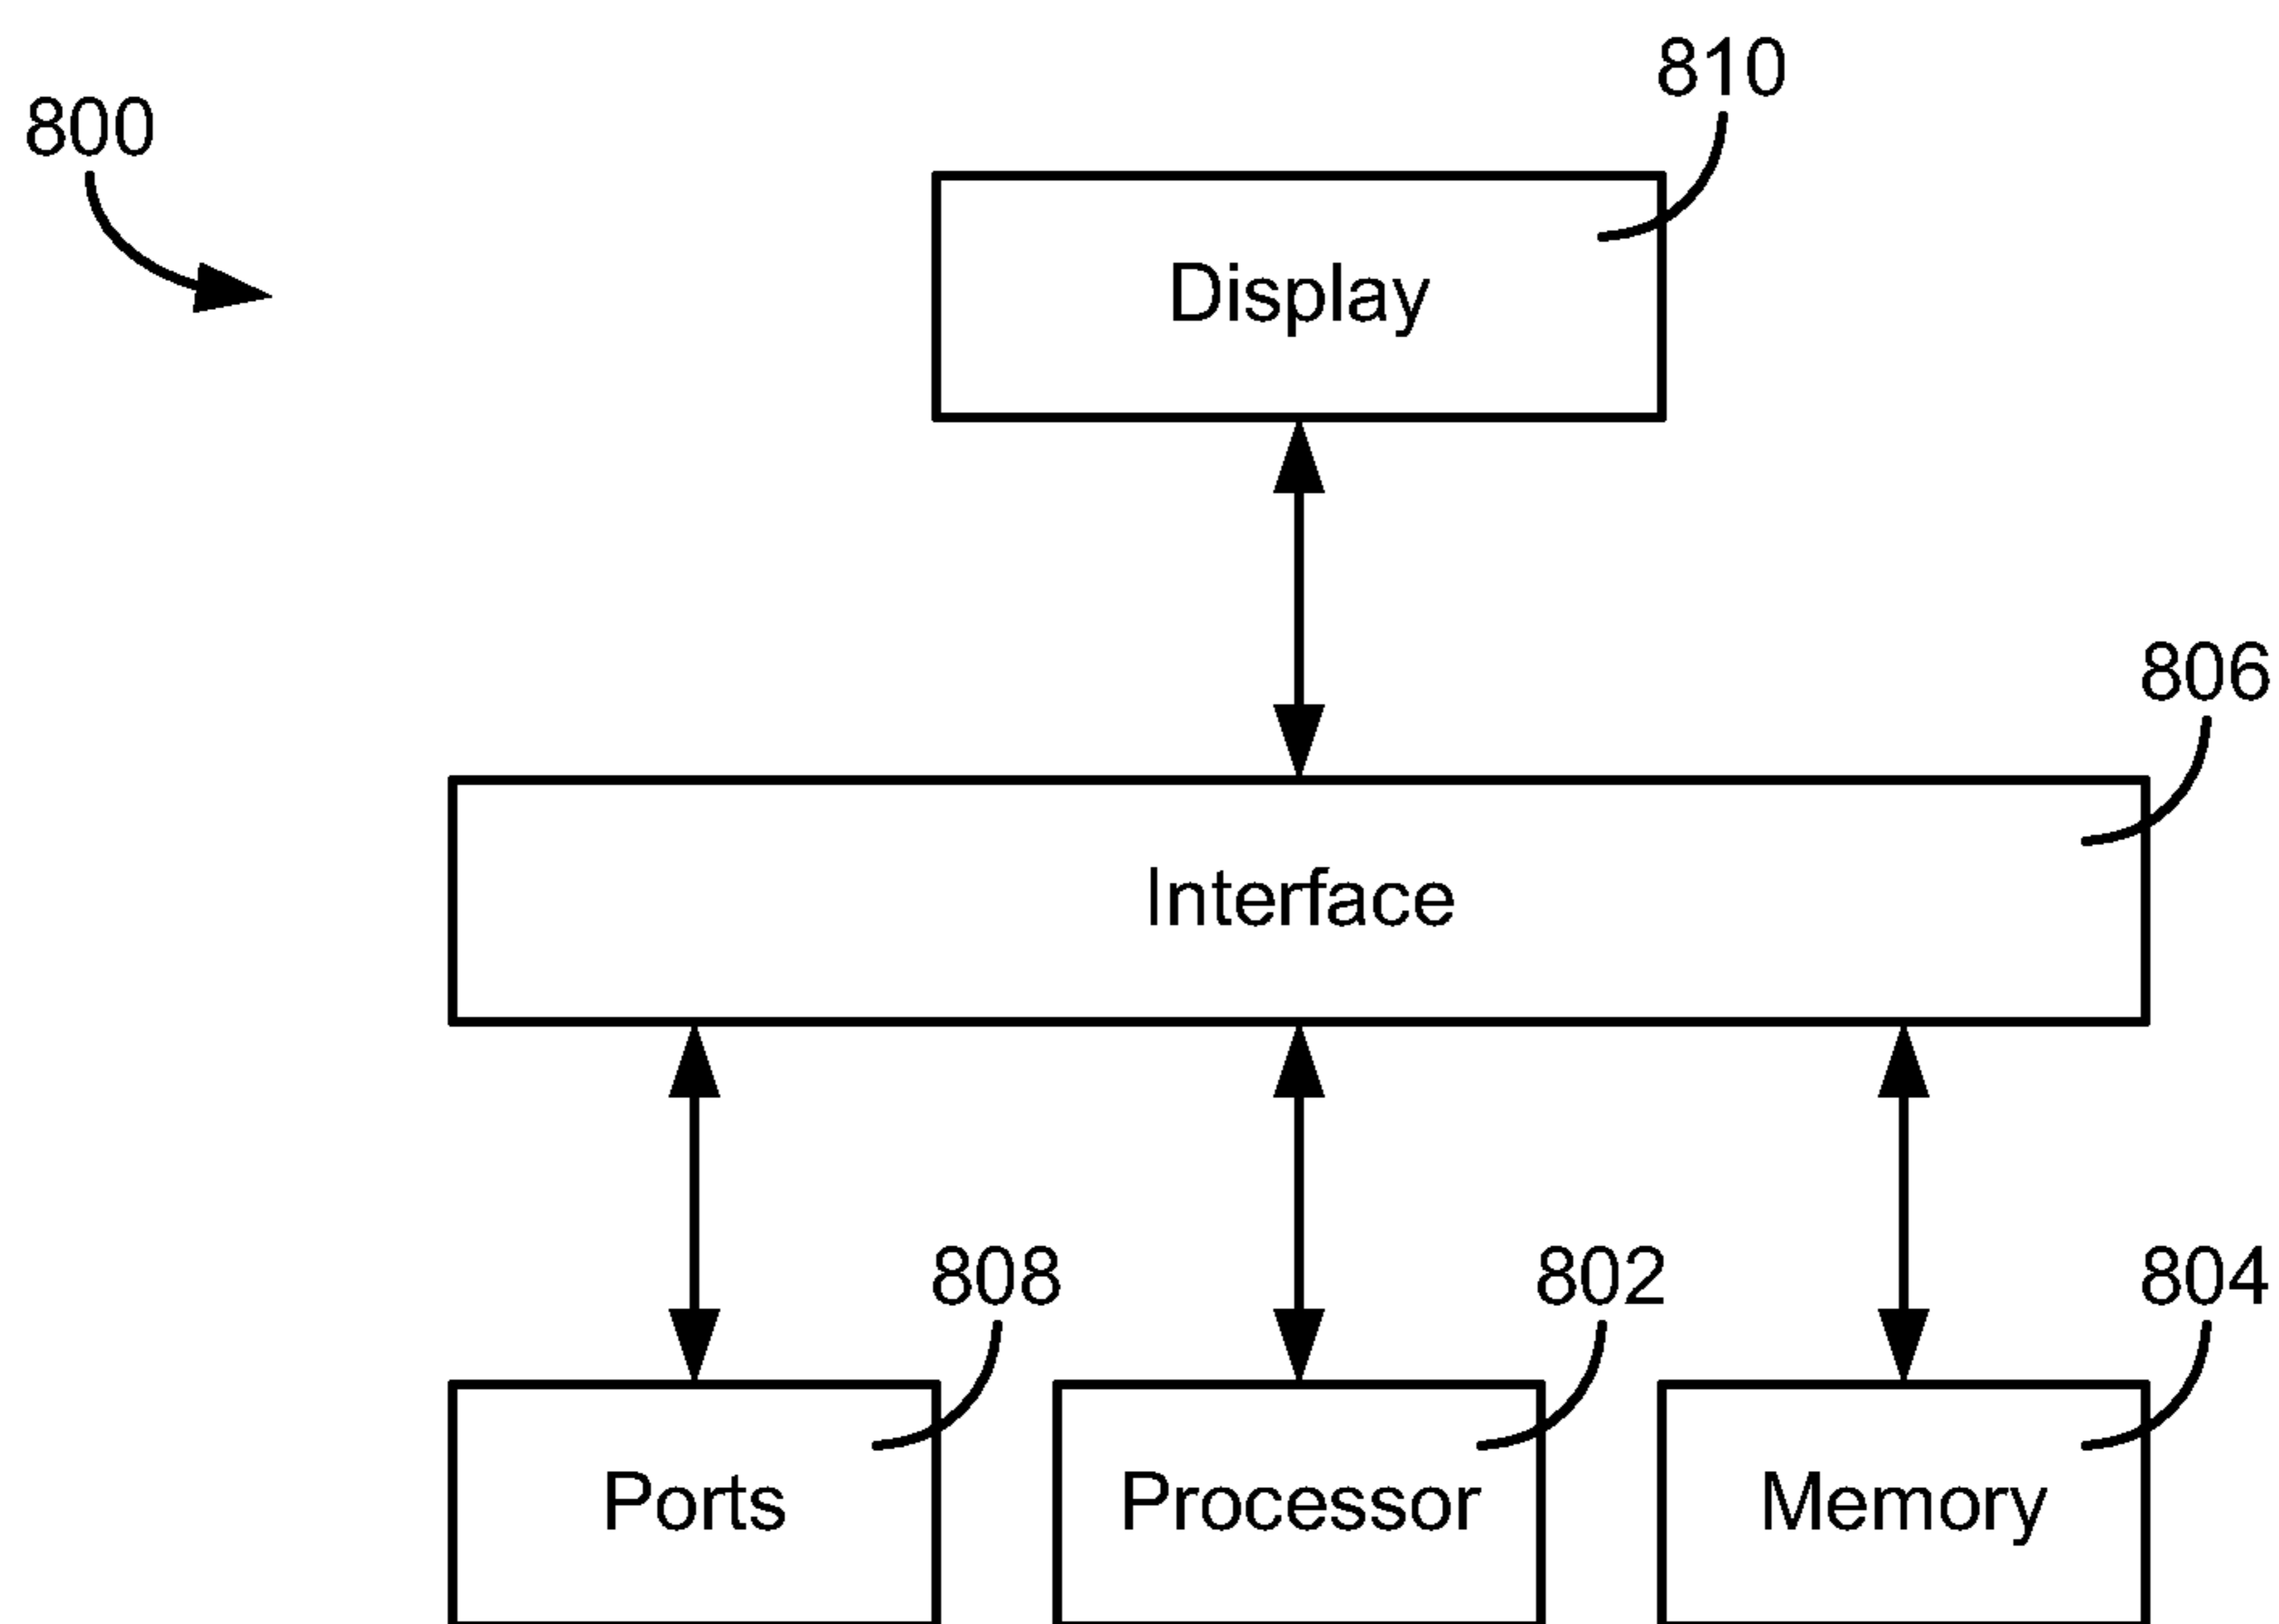 810
800
Display
806
Interface
808
802
804
Ports
Processor
Memory